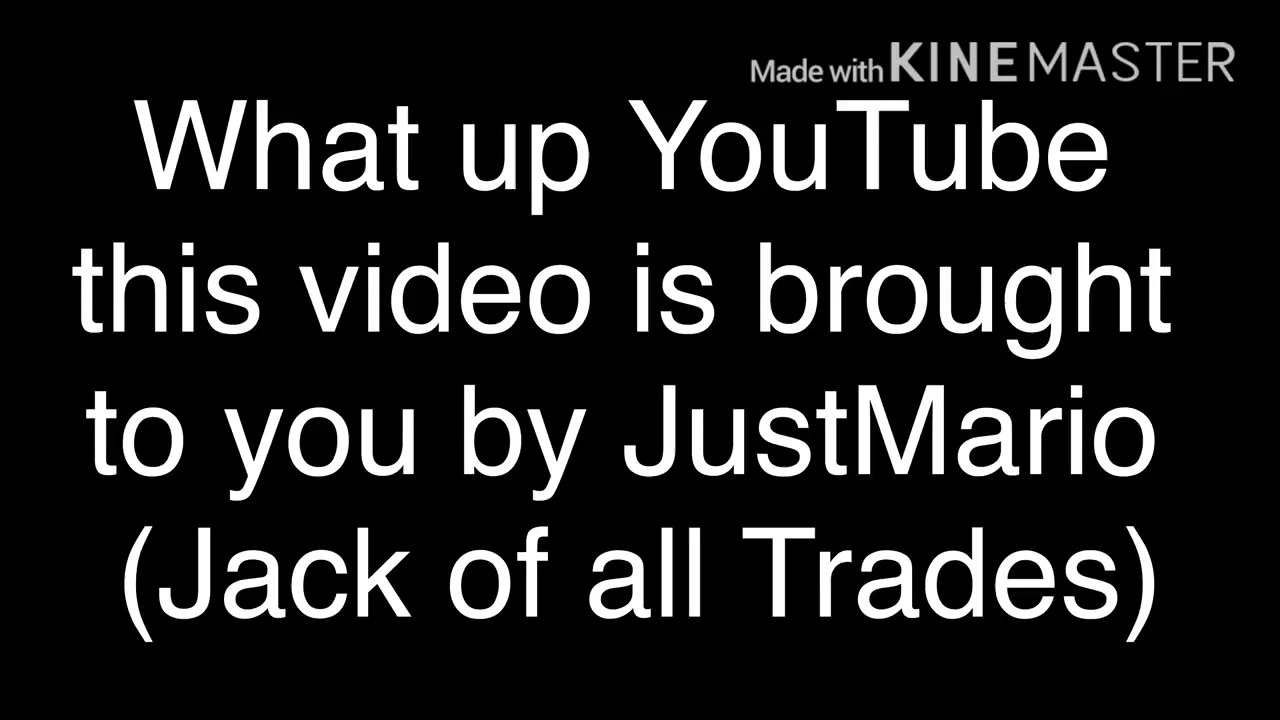 Made with KINEMASTER
What up YouTube
this video is brought
to you by JustMario
(Jack of all Trades)